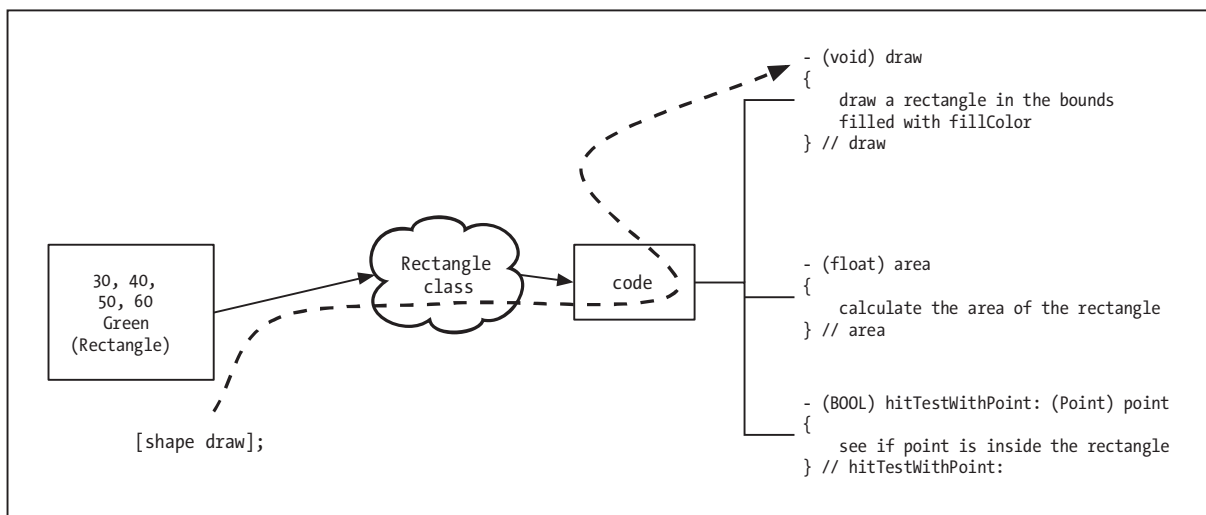 30, 40,
50, 60
Green
(Rectangle)
[shape draw];
Rectangle
class
code
- (void) draw
{
draw a rectangle in the bounds
filled with fillColor
} // draw
- (float) area
{
calculate the area of the rectangle
} // area
- (BOOL) hitTestWithPoint: (Point) point
{
see if point is inside the rectangle
} // hitTestWithPoint: